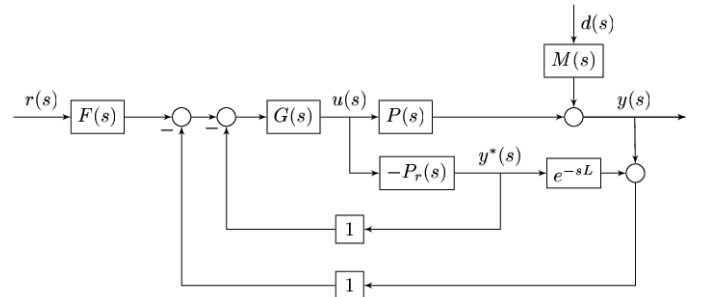 d(s)
M(s)
r(s)
F(s)
−
−
G(s)
u(s)
P(s)
y(s)
−P_r(s)
y*(s)
e^{−sL}
1
1